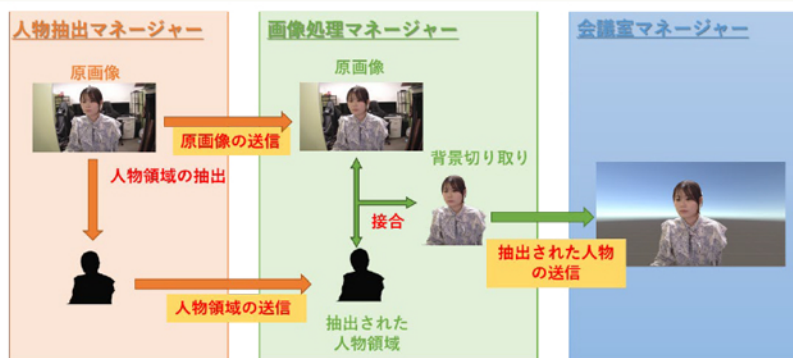 人物抽出マネージャー
画像処理マネージャー
会議室マネージャー
原画像
原画像
原画像の送信
人物領域の抽出
背景切り取り
接合
抽出された人物
の送信
人物領域の送信
抽出された
人物領域